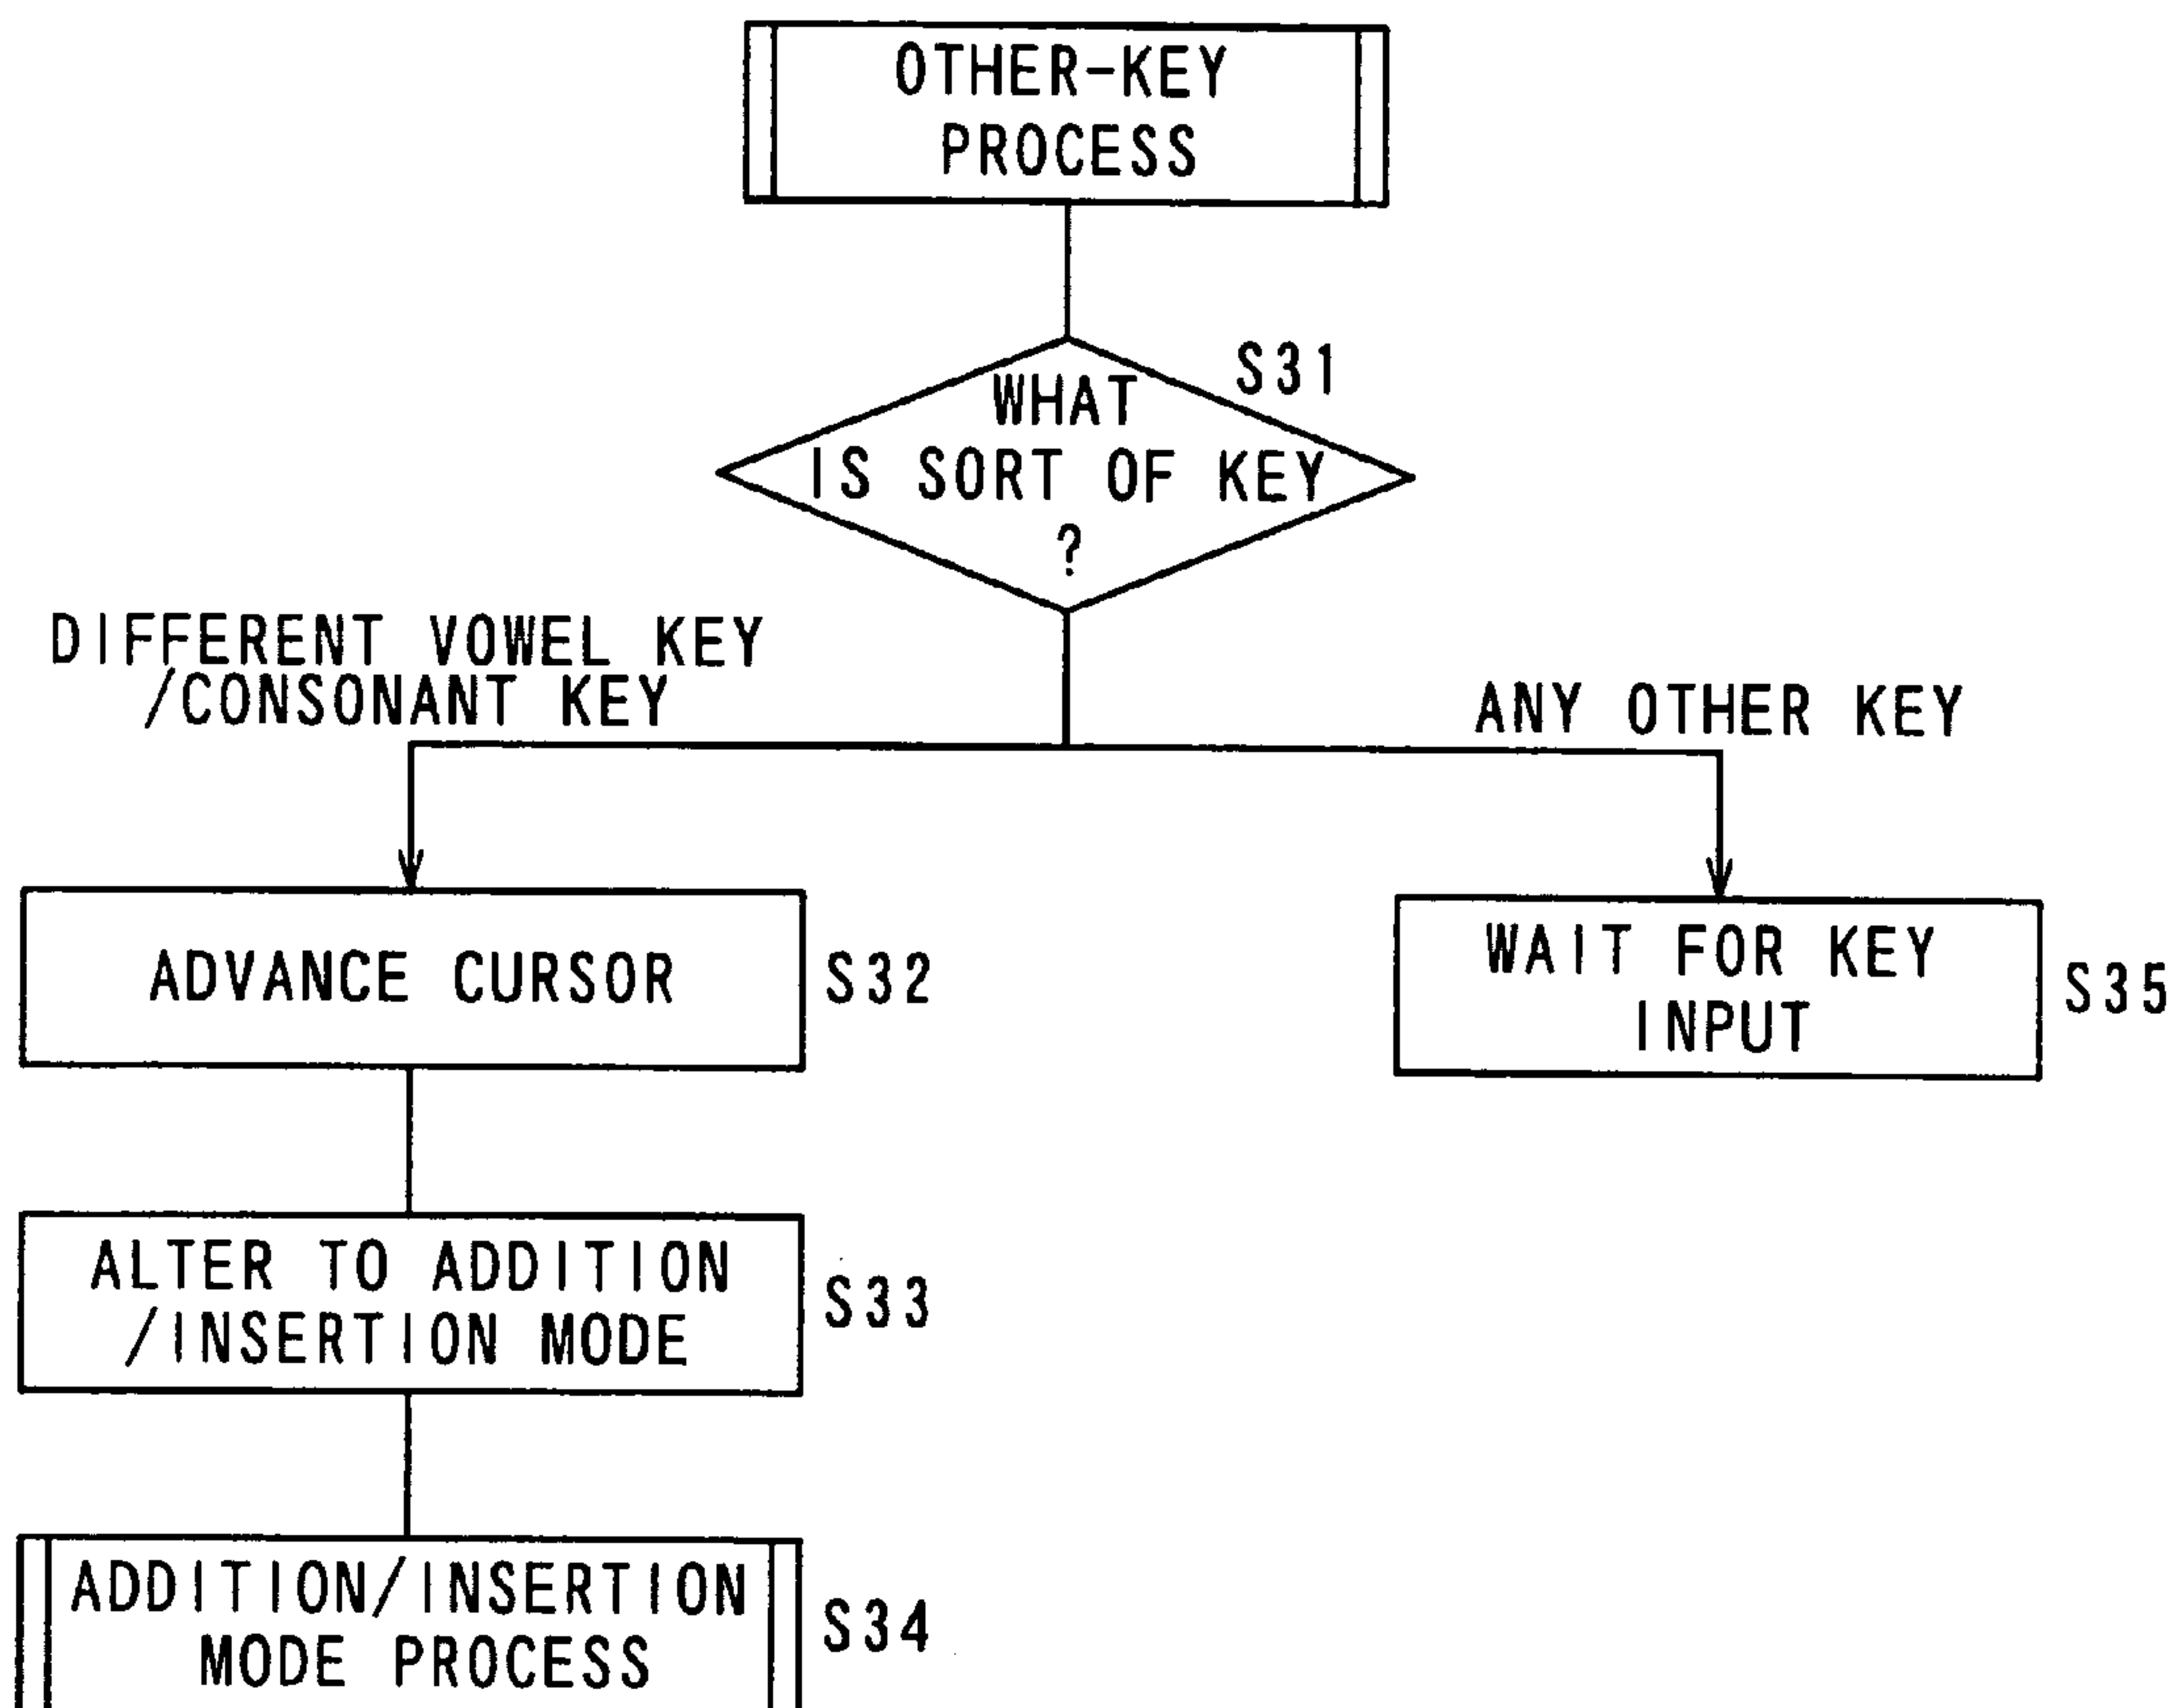 OTHER-KEY
PROCESS
S31
WHAT
IS SORT OF KEY
?
DIFFERENT VOWEL KEY
/CONSONANT KEY
ANY OTHER KEY
ADVANCE CURSOR
S32
WAIT FOR KEY
INPUT
S35
ALTER TO ADDITION
/INSERTION MODE
S33
ADDITION/INSERTION
MODE PROCESS
S34